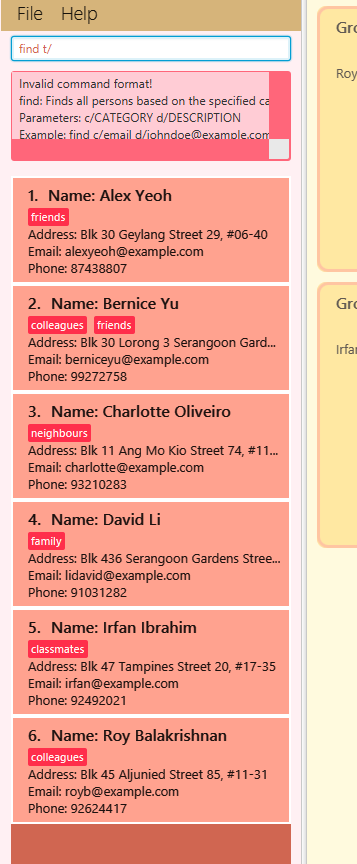 File Help
find t/
Invalid command format!
find: Finds all persons based on the specified ca
Parameters: c/CATEGORY d/DESCRIPTION
Example: find c/email d/johndoe@example.com
1. Name: Alex Yeoh
friends
Address: Blk 30 Geylang Street 29, #06-40
Email: alexyeoh@example.com
Phone: 87438807
2. Name: Bernice Yu
colleagues friends
Address: Blk 30 Lorong 3 Serangoon Gard...
Email: berniceyu@example.com
Phone: 99272758
3. Name: Charlotte Oliveiro
neighbours
Address: Blk 11 Ang Mo Kio Street 74, #11...
Email: charlotte@example.com
Phone: 93210283
4. Name: David Li
family
Address: Blk 436 Serangoon Gardens Stree...
Email: lidavid@example.com
Phone: 91031282
5. Name: Irfan Ibrahim
classmates
Address: Blk 47 Tampines Street 20, #17-35
Email: irfan@example.com
Phone: 92492021
6. Name: Roy Balakrishnan
colleagues
Address: Blk 45 Aljunied Street 85, #11-31
Email: royb@example.com
Phone: 92624417
Gro
Roy
Gro
Irfan